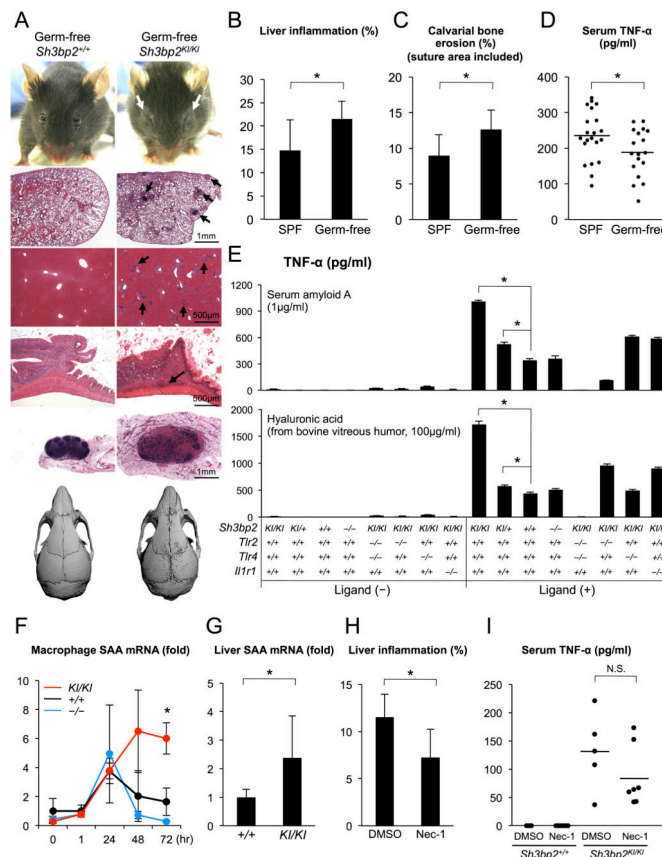 A
Germ-free
Sh3bp2+/+
Germ-free
Sh3bp2KI/KI
1mm
500μm
500μm
1mm
B
Liver inflammation (%)
*
30
25
20
15
10
5
0
SPF
Germ-free
C
Calvarial bone
erosion (%)
(suture area included)
*
20
15
10
5
0
SPF
Germ-free
D
Serum TNF-α
(pg/ml)
*
400
300
200
100
0
SPF
Germ-free
E
TNF-α (pg/ml)
Serum amyloid A
(1μg/ml)
*
*
1200
900
600
300
0
Hyaluronic acid
(from bovine vitreous humor, 100μg/ml)
*
*
2000
1500
1000
500
0
Sh3bp2 KI/KI KI/+ +/+ −/− KI/KI KI/KI KI/KI KI/KI KI/KI KI/+ +/+ −/− KI/KI KI/KI KI/KI KI/KI
Tlr2 +/+ +/+ +/+ +/+ −/− −/− +/+ +/+ +/+ +/+ +/+ +/+ −/− −/− +/+ +/+
Tlr4 +/+ +/+ +/+ +/+ −/− +/+ −/− +/+ +/+ +/+ +/+ +/+ −/− +/+ −/− +/+
Il1r1 +/+ +/+ +/+ +/+ +/+ +/+ +/+ −/− +/+ +/+ +/+ +/+ +/+ +/+ +/+ −/−
Ligand (−)
Ligand (+)
F
Macrophage SAA mRNA (fold)
KI/KI
+/+
−/−
*
10
8
6
4
2
0
0 1 24 48 72 (hr)
G
Liver SAA mRNA (fold)
*
5
4
3
2
1
0
+/+
KI/KI
H
Liver inflammation (%)
*
15
10
5
0
DMSO
Nec-1
I
Serum TNF-α (pg/ml)
N.S.
250
200
150
100
50
0
DMSO Nec-1 DMSO Nec-1
Sh3bp2+/+
Sh3bp2KI/KI